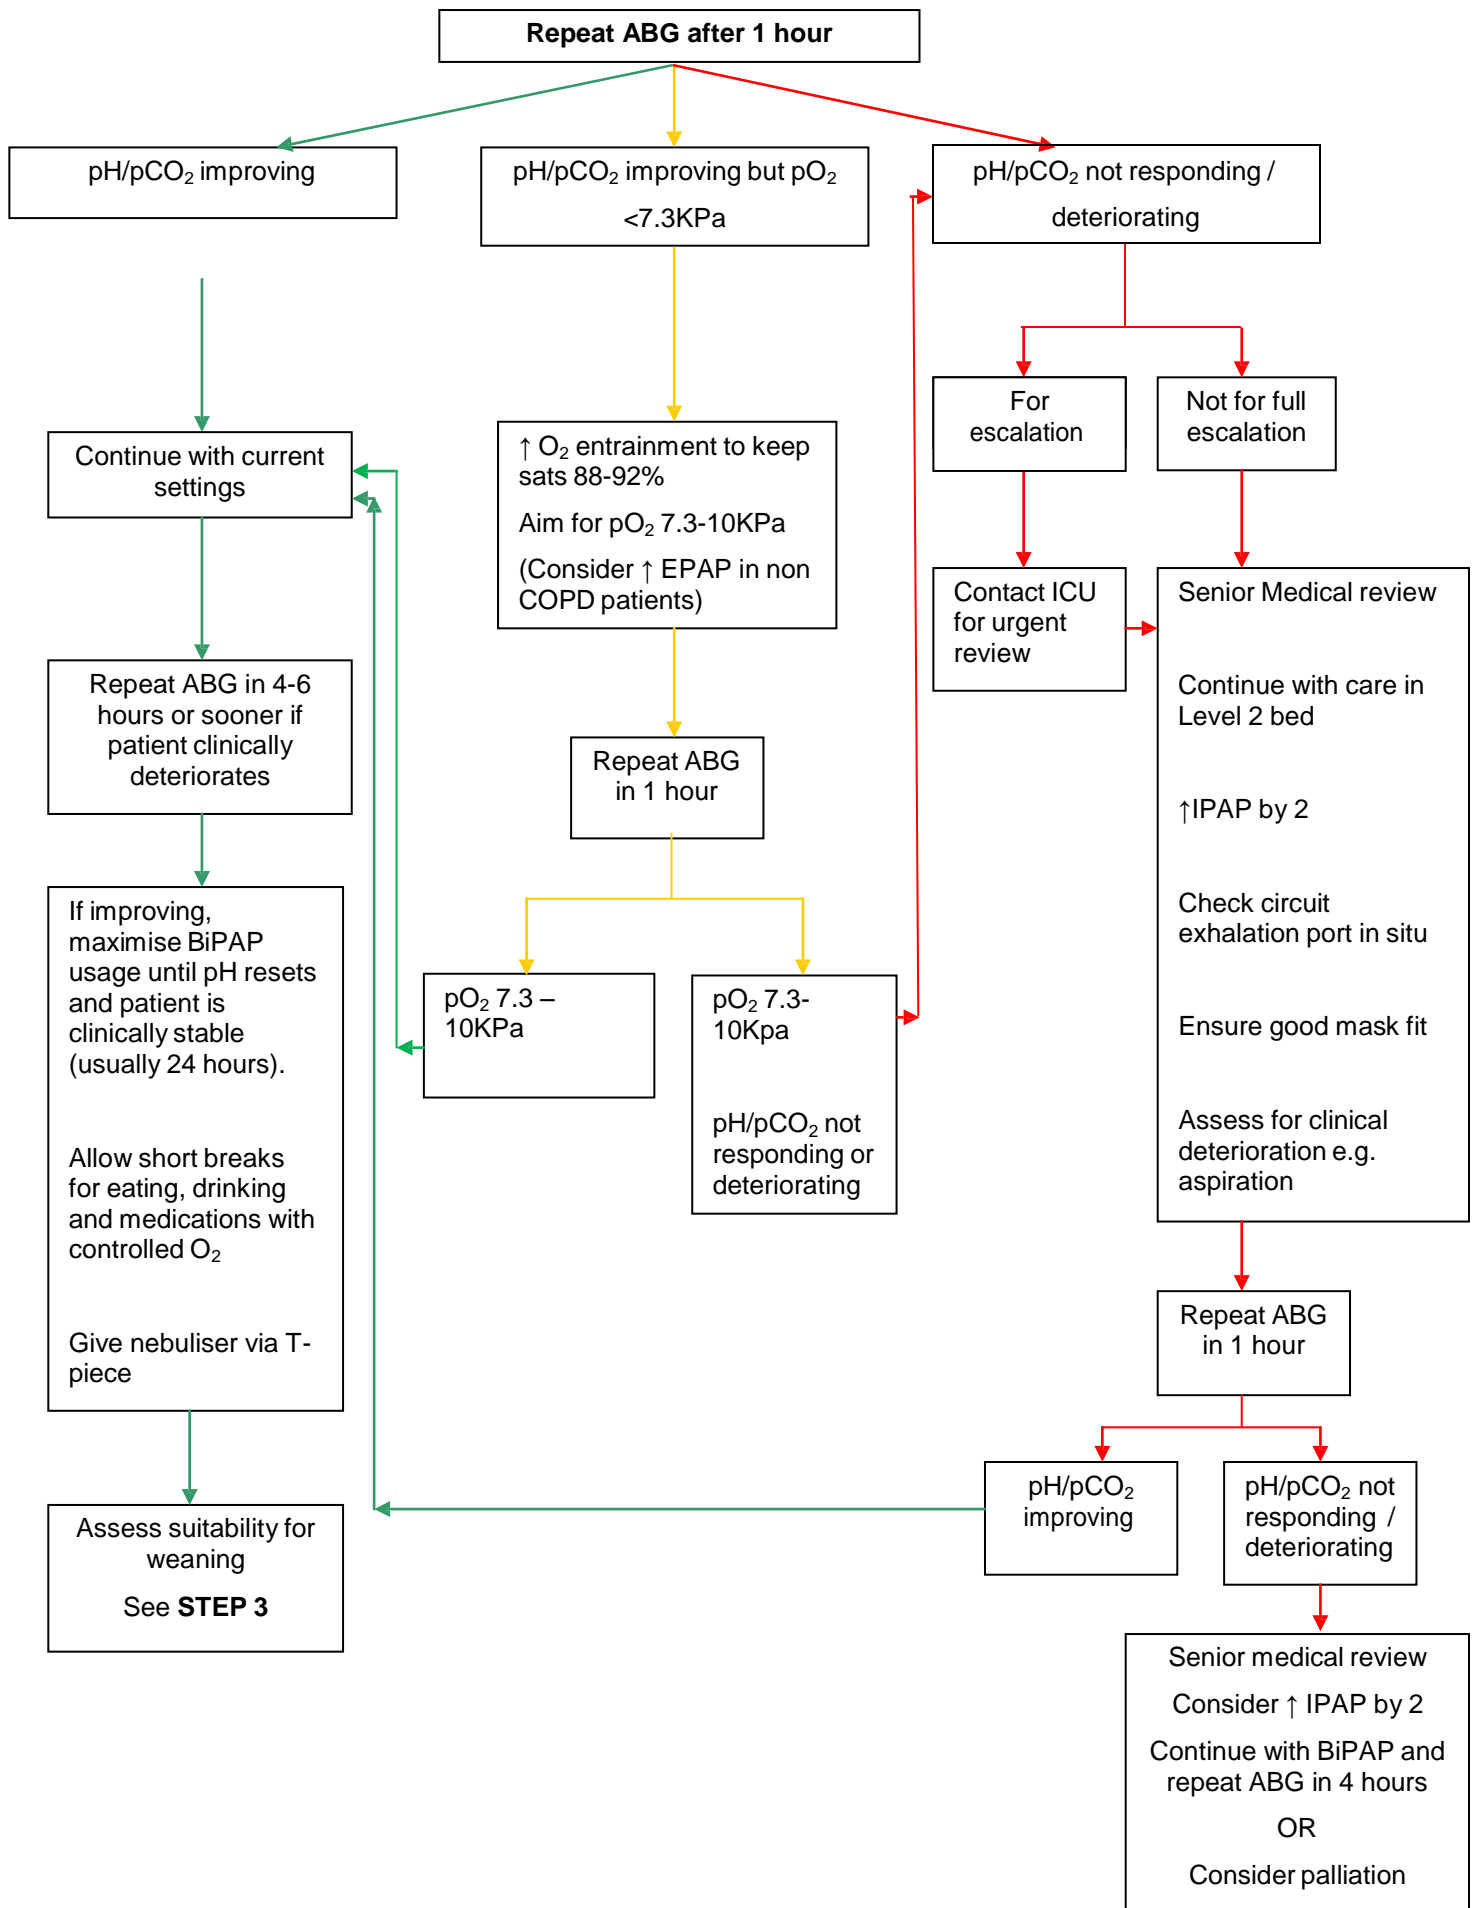 Repeat ABG after 1 hour
pH/pCO₂ improving
pH/pCO₂ improving but pO₂
<7.3KPa
pH/pCO₂ not responding /
deteriorating
For
escalation
Not for full
escalation
Continue with current
settings
↑ O₂ entrainment to keep
sats 88-92%
Aim for pO₂ 7.3-10KPa
(Consider ↑ EPAP in non
COPD patients)
Contact ICU
for urgent
review
Senior Medical review
Continue with care in
Level 2 bed
↑IPAP by 2
Check circuit
exhalation port in situ
Ensure good mask fit
Assess for clinical
deterioration e.g.
aspiration
Repeat ABG in 4-6
hours or sooner if
patient clinically
deteriorates
Repeat ABG
in 1 hour
If improving,
maximise BiPAP
usage until pH resets
and patient is
clinically stable
(usually 24 hours).
Allow short breaks
for eating, drinking
and medications with
controlled O₂
Give nebuliser via T-
piece
pO₂ 7.3 –
10KPa
pO₂ 7.3-
10Kpa
pH/pCO₂ not
responding or
deteriorating
Repeat ABG
in 1 hour
pH/pCO₂
improving
pH/pCO₂ not
responding /
deteriorating
Assess suitability for
weaning
See STEP 3
Senior medical review
Consider ↑ IPAP by 2
Continue with BiPAP and
repeat ABG in 4 hours
OR
Consider palliation